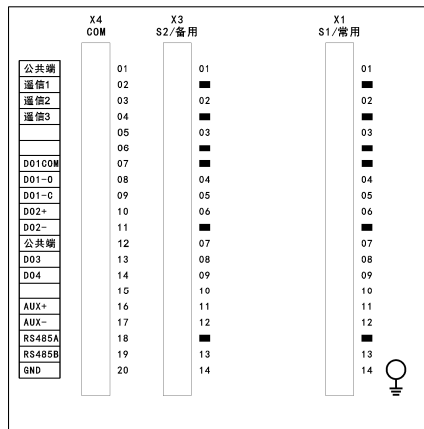 X4 X3 X1
COM S2/备用 S1/常用
公共端 01 01 01
遥信1 02
遥信2 03 02 02
遥信3 04
05 03 03
06
DO1COM 07
DO1-O 08 04 04
DO1-C 09 05 05
DO2+ 10 06 06
DO2- 11
公共端 12 07 07
DO3 13 08 08
DO4 14 09 09
15 10 10
AUX+ 16 11 11
AUX- 17 12 12
RS485A 18
RS485B 19 13 13
GND 20 14 14